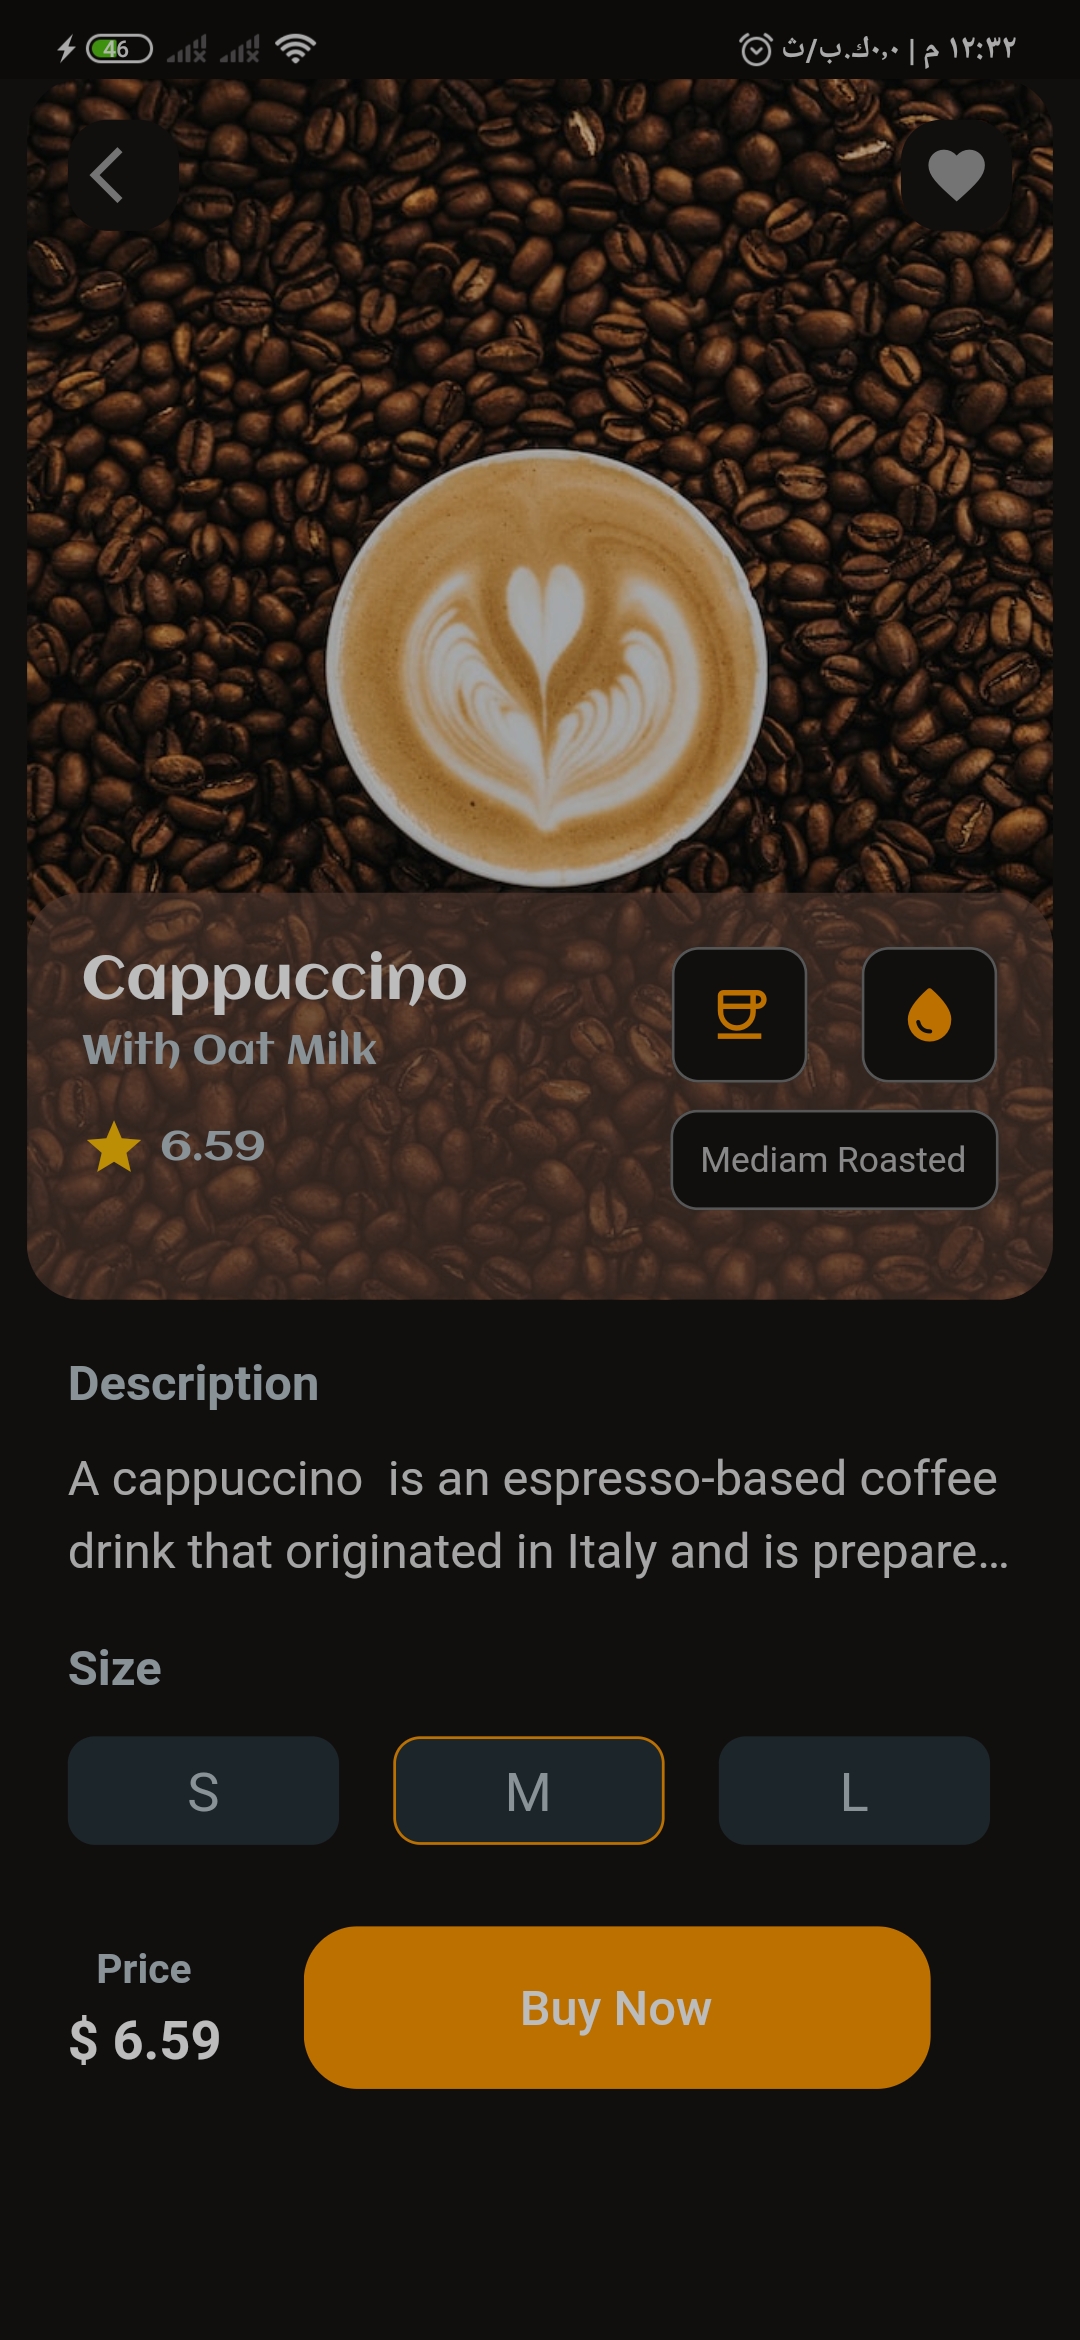 46
١٢:٣٢ م | ٠,٠ك.ب/ث
Cappuccino
With Oat Milk
6.59
Mediam Roasted
Description
A cappuccino  is an espresso-based coffee
drink that originated in Italy and is prepare...
Size
S
M
L
Price
$ 6.59
Buy Now